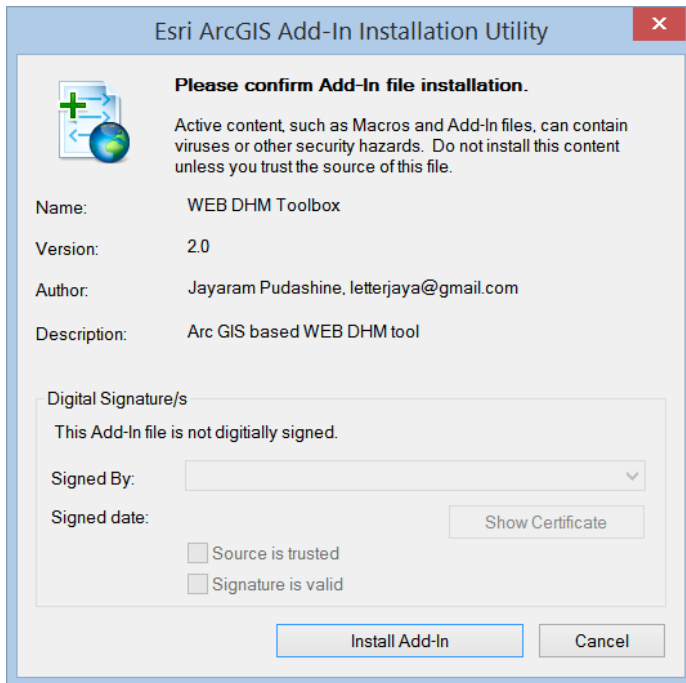 Esri ArcGIS Add-In Installation Utility
Please confirm Add-In file installation.
Active content, such as Macros and Add-In files, can contain
viruses or other security hazards. Do not install this content
unless you trust the source of this file.
Name: WEB DHM Toolbox
Version: 2.0
Author: Jayaram Pudashine, letterjaya@gmail.com
Description: Arc GIS based WEB DHM tool
Digital Signature/s
This Add-In file is not digitially signed.
Signed By:
Signed date: Show Certificate
Source is trusted
Signature is valid
Install Add-In Cancel